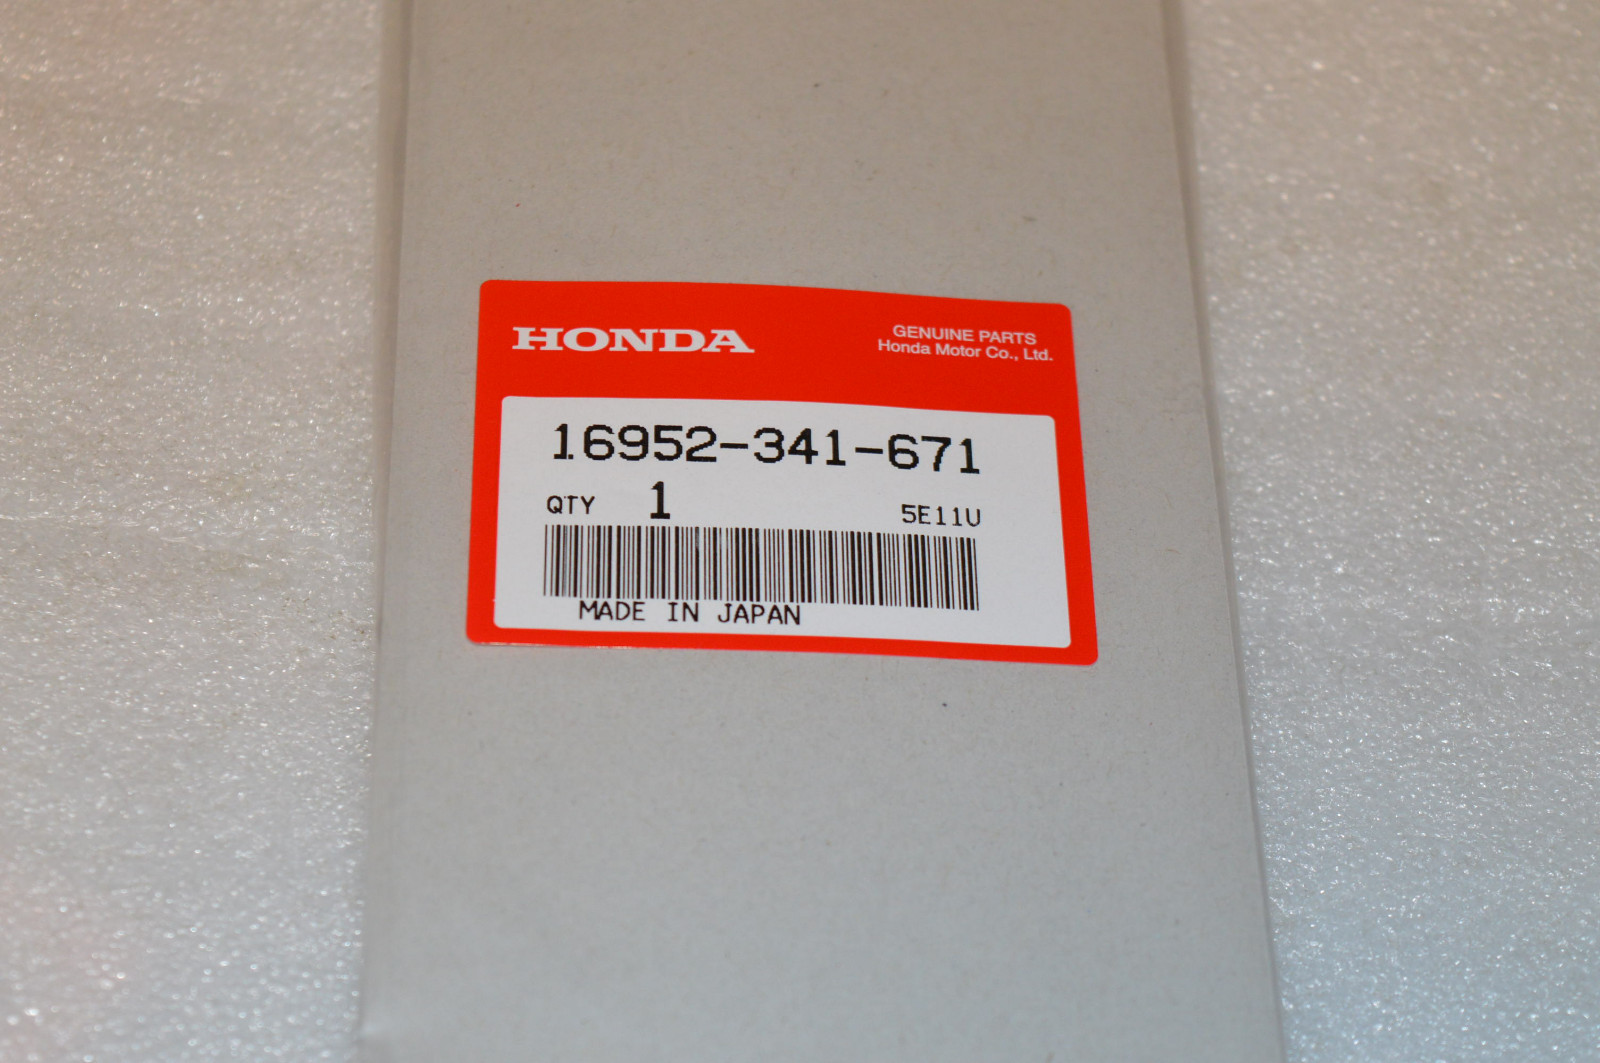 HONDA
GENUINE PARTS
Honda Motor Co., Ltd.
16952-341-671
QTY 1 5E11U
MADE IN JAPAN